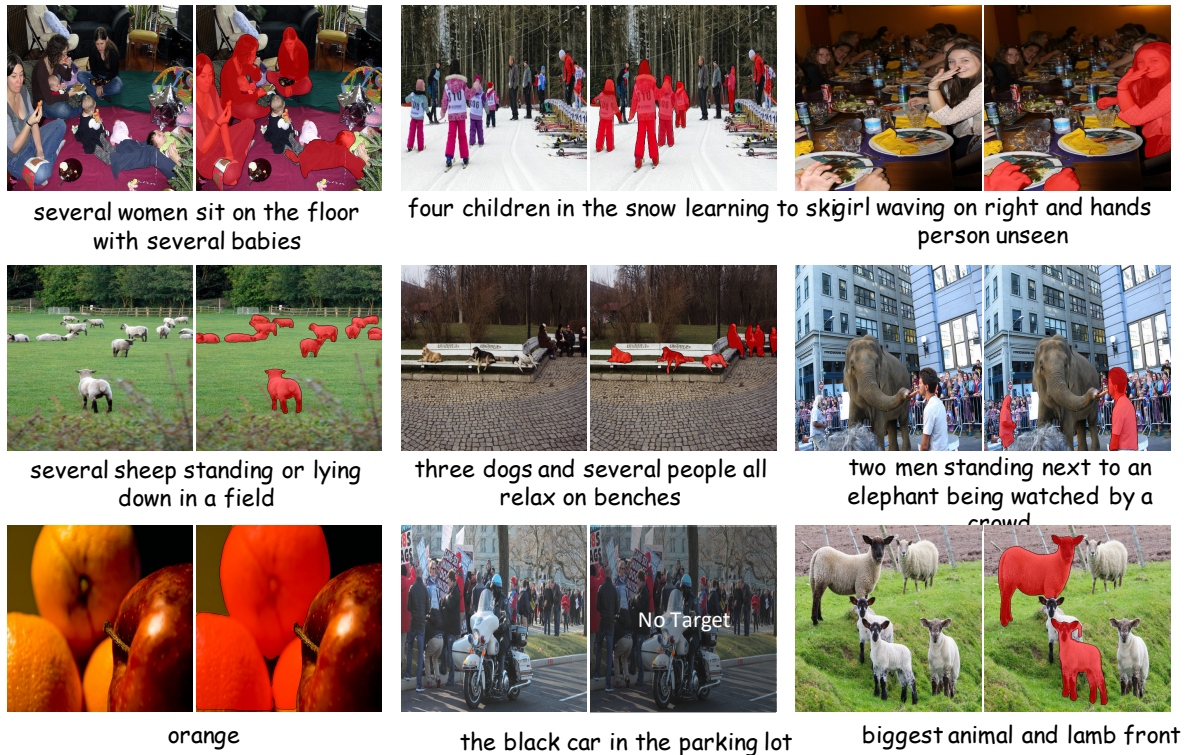 several women sit on the floor
with several babies
four children in the snow learning to ski
girl waving on right and hands
person unseen
several sheep standing or lying
down in a field
three dogs and several people all
relax on benches
two men standing next to an
elephant being watched by a
crowd
orange
No Target
the black car in the parking lot
biggest animal and lamb front